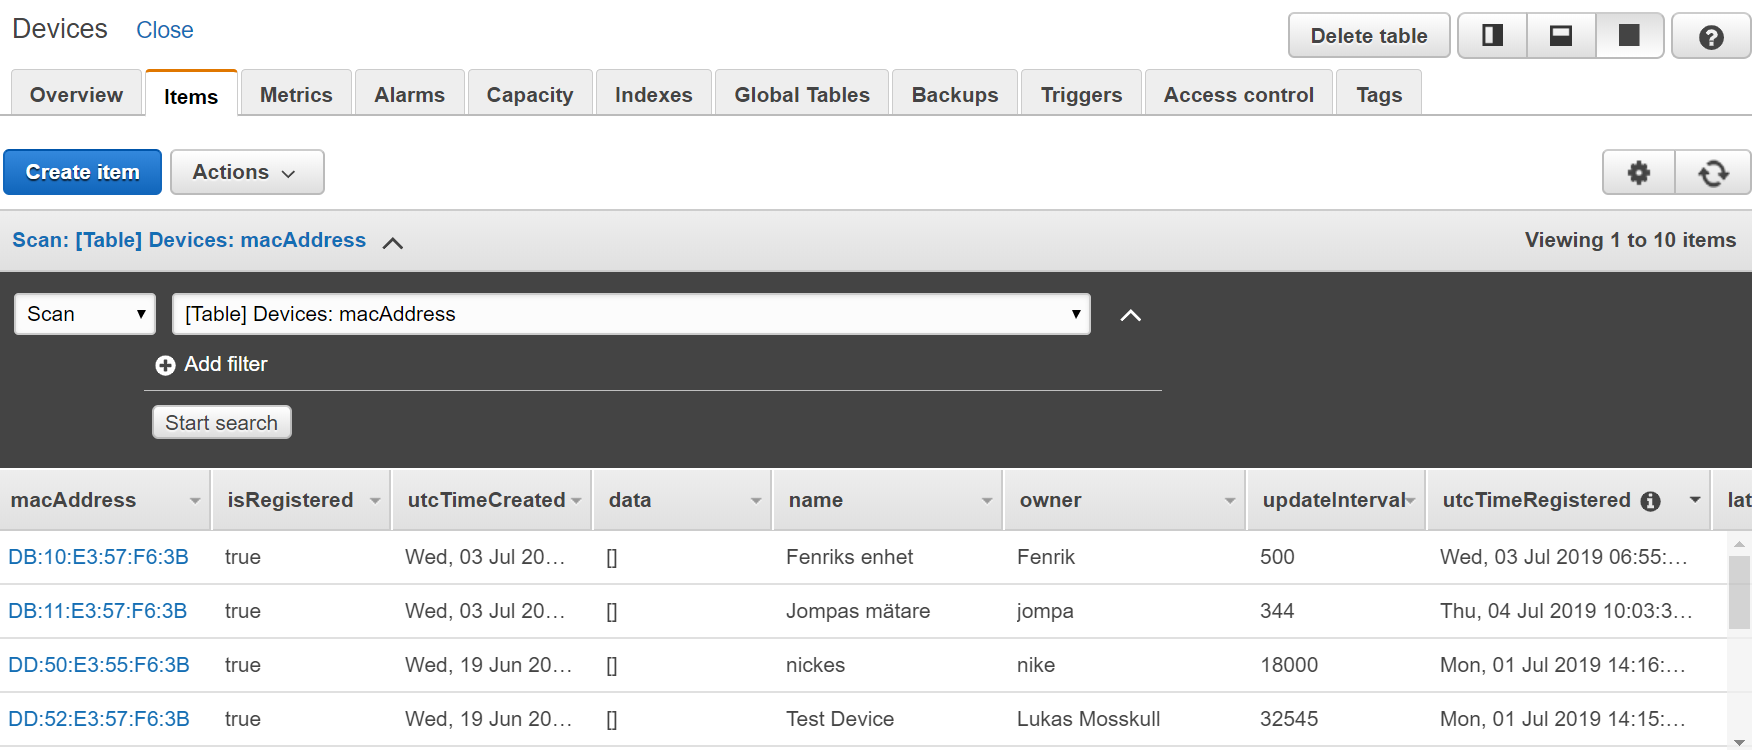 Devices Close
Delete table
Overview Items Metrics Alarms Capacity Indexes Global Tables Backups Triggers Access control Tags
Create item Actions
Scan: [Table] Devices: macAddress Viewing 1 to 10 items
Scan [Table] Devices: macAddress
Add filter
Start search
macAddress isRegistered utcTimeCreated data name owner updateInterval utcTimeRegistered lat
DB:10:E3:57:F6:3B true Wed, 03 Jul 20... [] Fenriks enhet Fenrik 500 Wed, 03 Jul 2019 06:55:...
DB:11:E3:57:F6:3B true Wed, 03 Jul 20... [] Jompas mätare jompa 344 Thu, 04 Jul 2019 10:03:3...
DD:50:E3:55:F6:3B true Wed, 19 Jun 20... [] nickes nike 18000 Mon, 01 Jul 2019 14:16:...
DD:52:E3:57:F6:3B true Wed, 19 Jun 20... [] Test Device Lukas Mosskull 32545 Mon, 01 Jul 2019 14:15:...